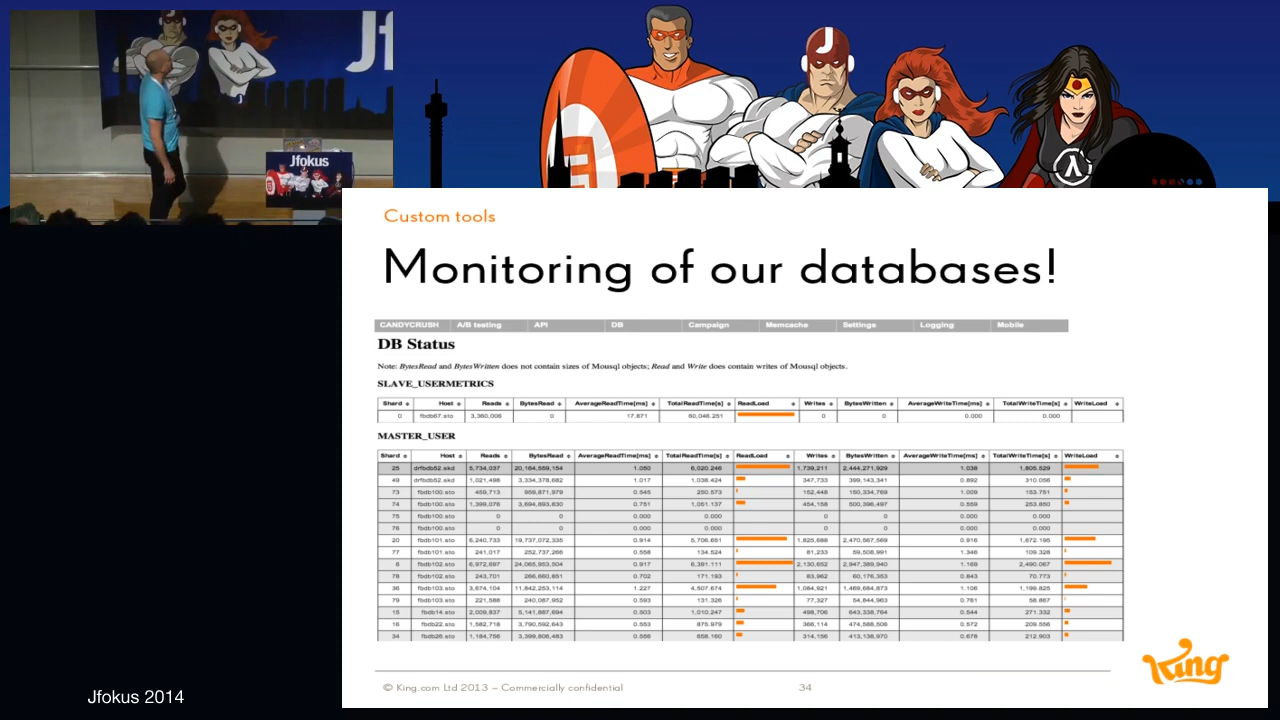 Jf
Jfokus
J
Custom tools
Monitoring of our databases!
CANDYCRUSH A/B testing API DB Campaign Memcache Settings Logging Mobile
DB Status
Note: BytesRead and BytesWritten does not contain sizes of Mousql objects; Read and Write does contain writes of Mousql objects.
SLAVE_USERMETRICS
Shard Host Reads BytesRead AverageReadTime[ms] TotalReadTime[s] ReadLoad Writes BytesWritten AverageWriteTime[ms] TotalWriteTime[s] WriteLoad
0 fbdb67.sto 3,360,006 0 17.871 60,046.251 0 0 0.000 0.000
MASTER_USER
Shard Host Reads BytesRead AverageReadTime[ms] TotalReadTime[s] ReadLoad Writes BytesWritten AverageWriteTime[ms] TotalWriteTime[s] WriteLoad
25 drfbdb52.skd 5,734,037 20,164,559,154 1.050 6,020.246 1,739,211 2,444,271,929 1.038 1,805.529
49 drfbdb52.skd 1,021,498 3,334,378,682 1.017 1,038.424 347,733 399,143,341 0.892 310.056
73 fbdb100.sto 459,713 959,871,979 0.545 250.573 152,448 150,334,769 1.009 153.751
74 fbdb100.sto 1,399,076 3,694,893,630 0.751 1,051.137 454,158 500,396,497 0.559 253.850
75 fbdb100.sto 0 0 0.000 0.000 0 0 0.000 0.000
76 fbdb100.sto 0 0 0.000 0.000 0 0 0.000 0.000
20 fbdb101.sto 6,240,733 19,737,072,335 0.914 5,706.651 1,825,688 2,470,567,569 0.916 1,672.195
77 fbdb101.sto 241,017 252,737,266 0.558 134.524 81,233 59,508,991 1.346 109.328
6 fbdb102.sto 6,972,697 24,065,953,504 0.917 6,391.111 2,130,652 2,947,389,940 1.169 2,490.067
78 fbdb102.sto 243,701 266,660,651 0.702 171.193 83,962 60,176,353 0.843 70.773
36 fbdb103.sto 3,674,104 11,842,253,114 1.227 4,507.674 1,084,921 1,469,684,873 1.106 1,199.825
79 fbdb103.sto 221,588 240,087,952 0.593 131.326 77,327 54,844,963 0.761 58.867
15 fbdb14.sto 2,009,837 5,141,887,694 0.503 1,010.247 498,706 643,338,764 0.544 271.332
16 fbdb22.sto 1,582,718 3,790,592,643 0.553 875.979 366,114 474,588,506 0.572 209.556
34 fbdb26.sto 1,184,756 3,399,806,483 0.556 658.160 314,156 413,138,970 0.678 212.903
© King.com Ltd 2013 – Commercially confidential
34
King
Jfokus 2014